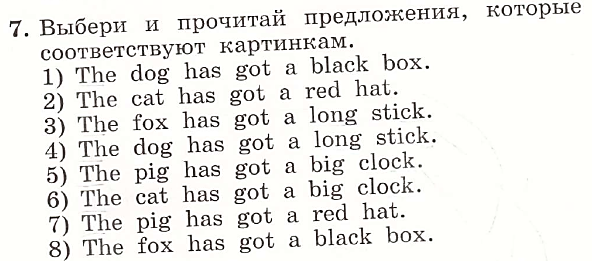 7. Выбери и прочитай предложения, которые
соответствуют картинкам.
1) The dog has got a black box.
2) The cat has got a red hat.
3) The fox has got a long stick.
4) The dog has got a long stick.
5) The pig has got a big clock.
6) The cat has got a big clock.
7) The pig has got a red hat.
8) The fox has got a black box.